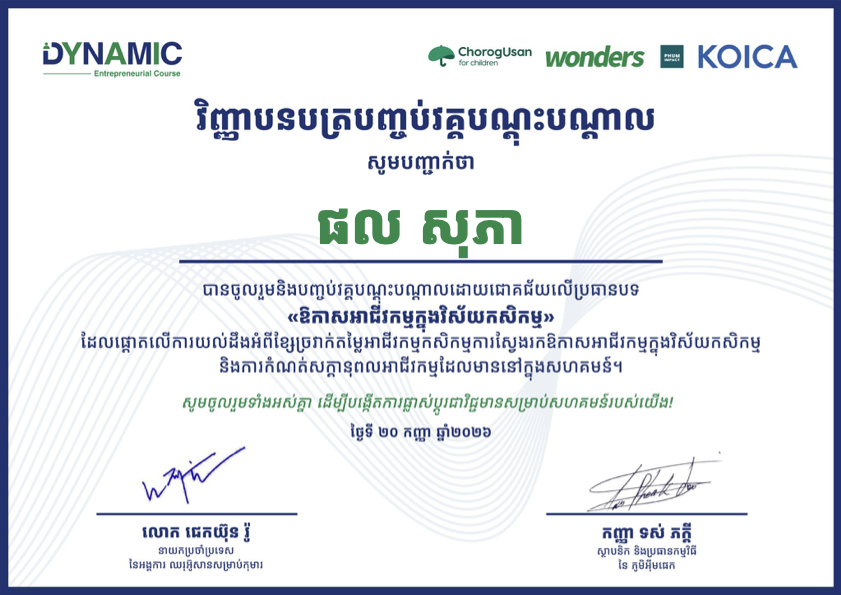 DYNAMIC
Entrepreneurial Course
ChorogUsan
for children
wonders
PHUM
IMPACT
KOICA
វិញ្ញាបនបត្របញ្ចប់វគ្គបណ្តុះបណ្តាល
សូមបញ្ជាក់ថា
ផល សុភា
បានចូលរួមនិងបញ្ចប់វគ្គបណ្តុះបណ្តាលដោយជោគជ័យលើប្រធានបទ
«ឱកាសអាជីវកម្មក្នុងវិស័យកសិកម្ម»
ដែលផ្តោតលើការយល់ដឹងអំពីខ្សែច្រវាក់តម្លៃអាជីវកម្មកសិកម្មការស្វែងរកឱកាសអាជីវកម្មក្នុងវិស័យកសិកម្ម
និងការកំណត់សក្តានុពលអាជីវកម្មដែលមាននៅក្នុងសហគមន៍។
សូមចូលរួមទាំងអស់គ្នា ដើម្បីបង្កើតការផ្លាស់ប្តូរជាវិជ្ជមានសម្រាប់សហគមន៍របស់យើង!
ថ្ងៃទី ២០ កញ្ញា ឆ្នាំ២០២៦
លោក ជេកយ៉ុន រ៉ូ
នាយកប្រចាំប្រទេស
នៃអង្គការ ឈរុអ៊ូសានសម្រាប់កុមារ
កញ្ញា ទស់ ភក្តី
ស្ថាបនិក និងប្រធានកម្មវិធី
នៃ ភូមិអ៊ីមផេក